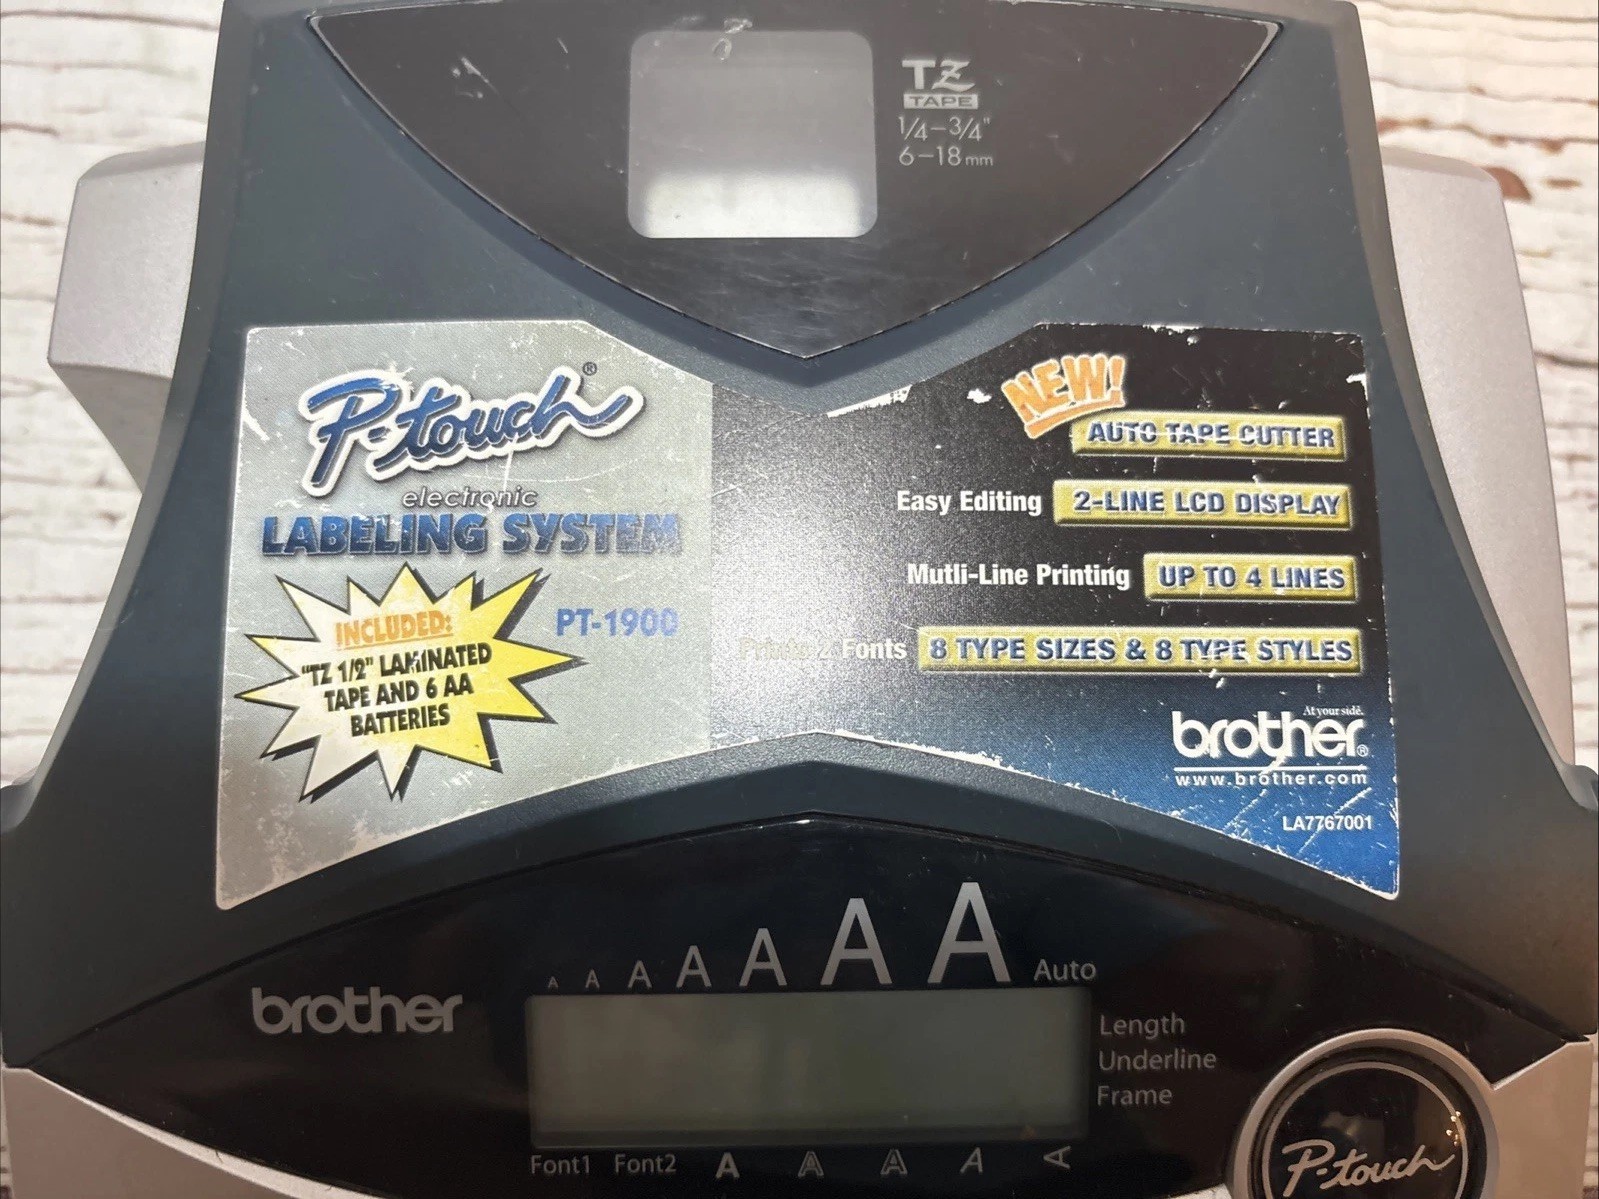 TZ
TAPE
1/4–3/4"
6–18mm
P-touch®
electronic
LABELING SYSTEM
PT-1900
INCLUDED:
"TZ 1/2" LAMINATED
TAPE AND 6 AA
BATTERIES
NEW!
AUTO TAPE CUTTER
Easy Editing 2-LINE LCD DISPLAY
Mutli-Line Printing UP TO 4 LINES
Prints 2 Fonts 8 TYPE SIZES & 8 TYPE STYLES
At your side.
brother®
www.brother.com
LA7767001
A A A A A A A Auto
brother
Length
Underline
Frame
Font1 Font2 A A A A A
P-touch